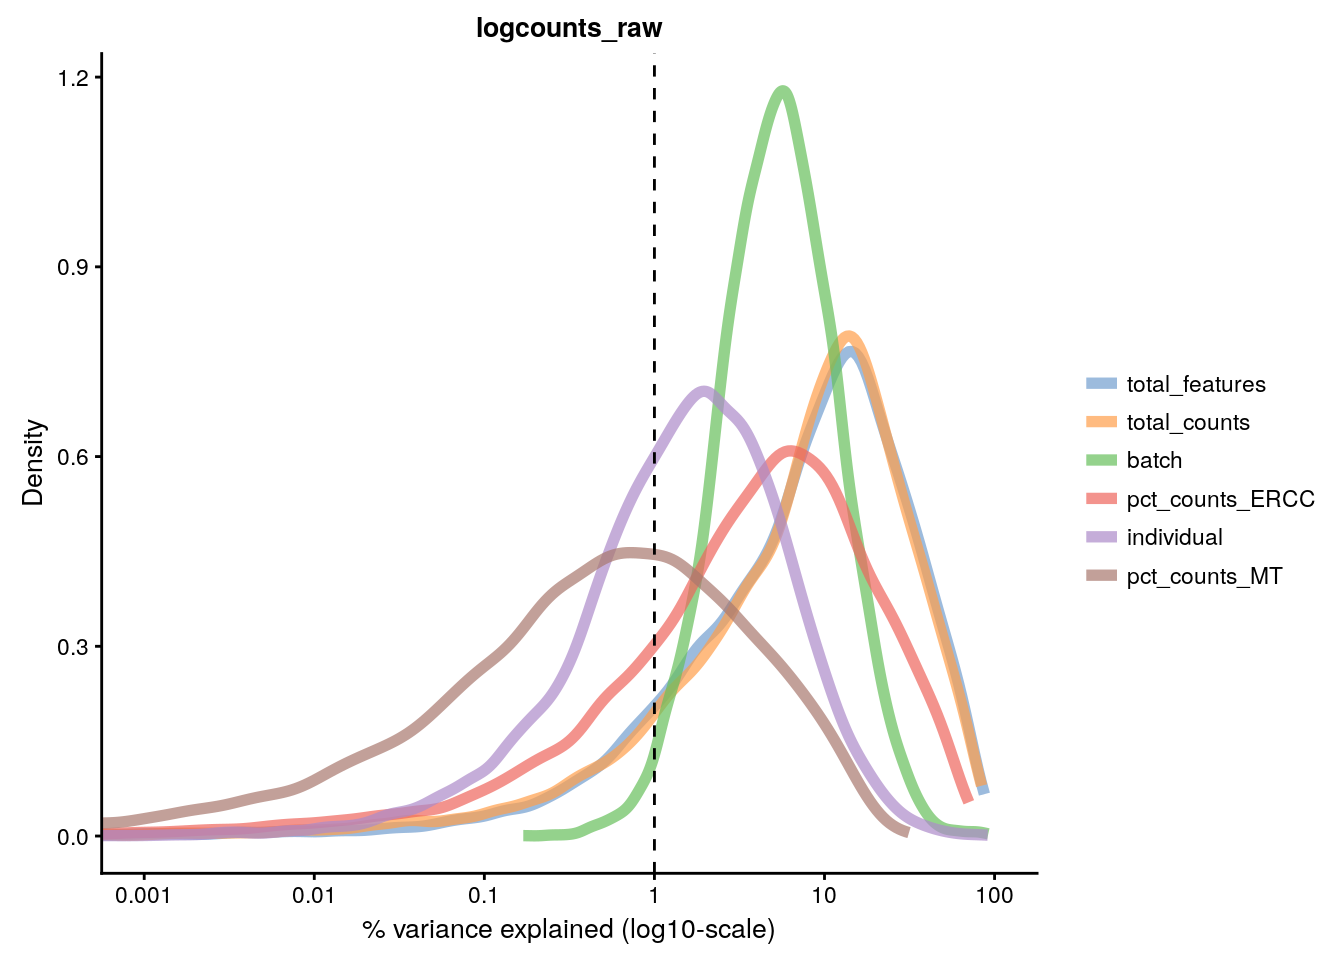 logcounts_raw
1.2
0.9
0.6
0.3
0.0
Density
0.001 0.01 0.1 1 10 100
% variance explained (log10-scale)
total_features
total_counts
batch
pct_counts_ERCC
individual
pct_counts_MT